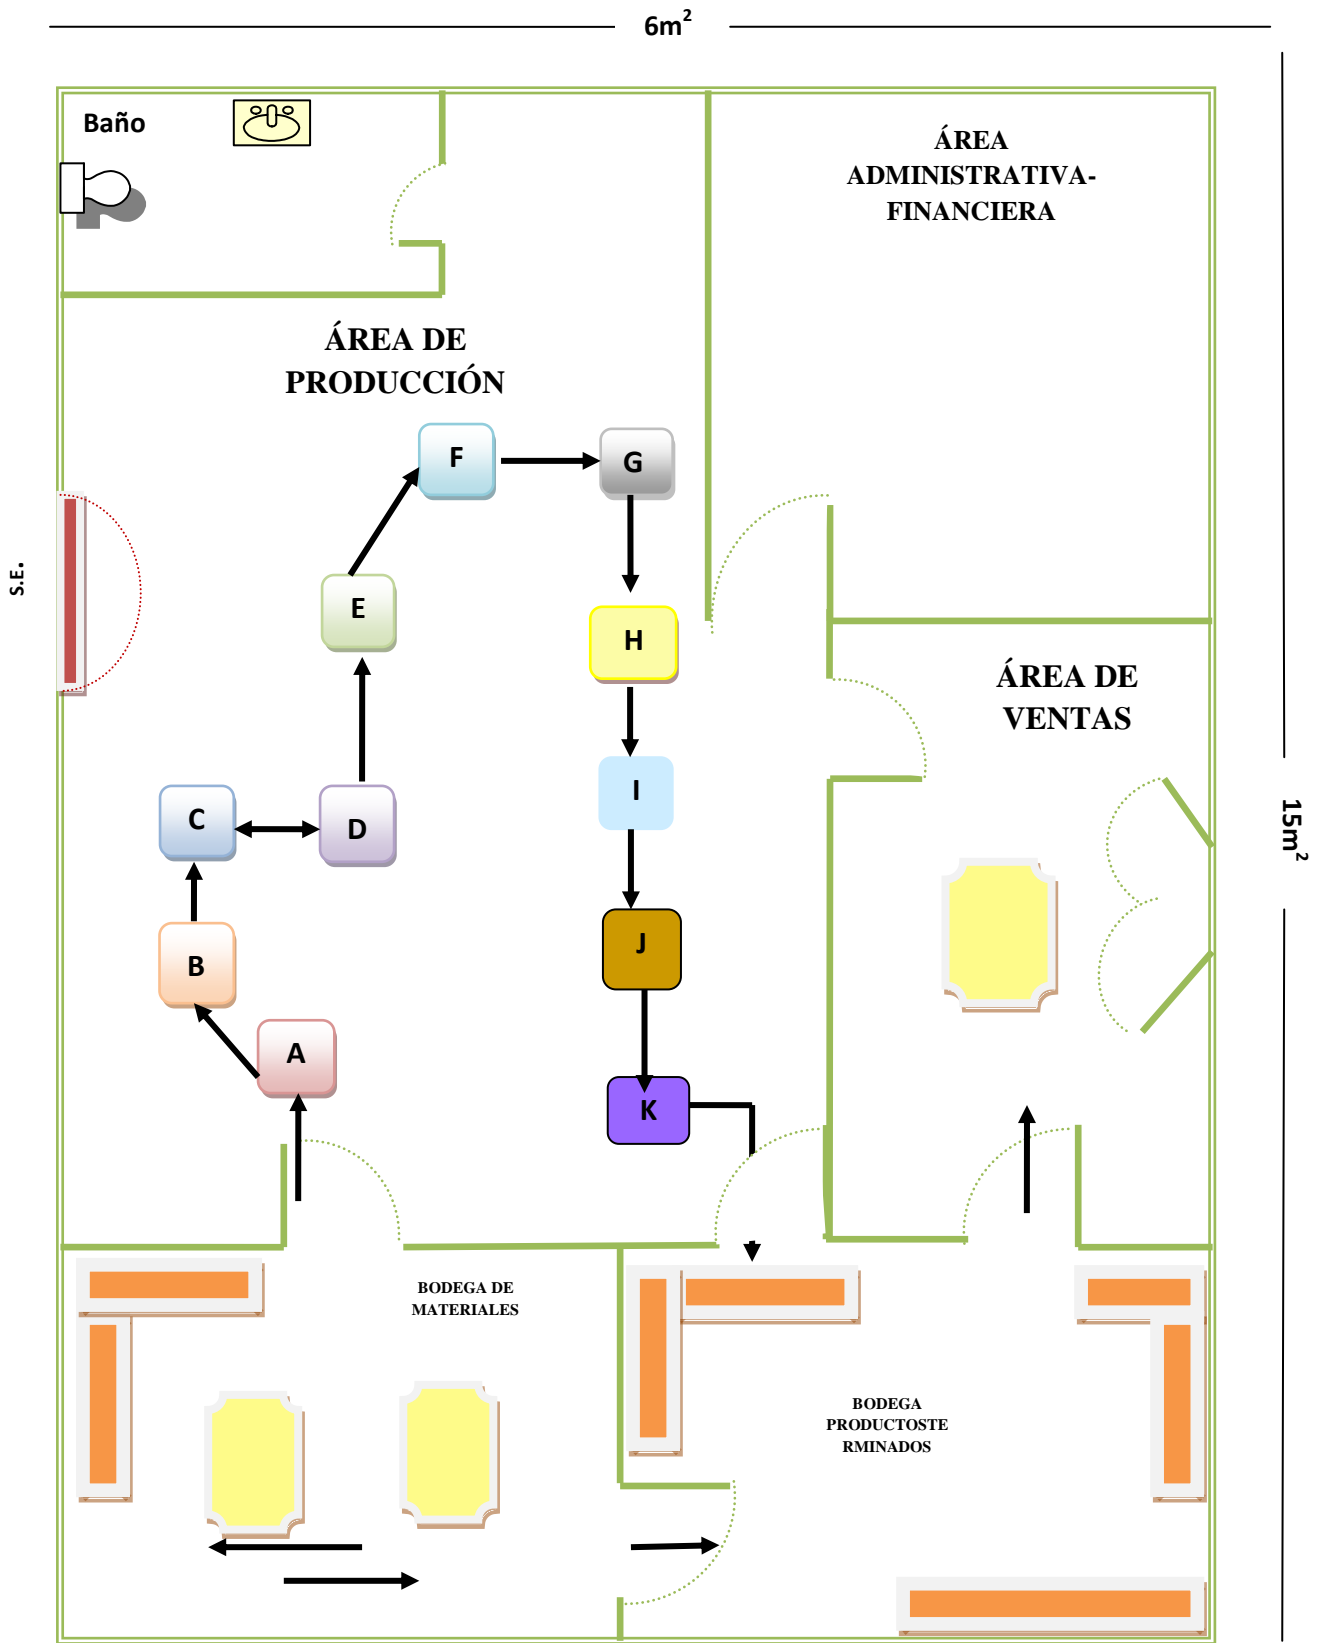 6m²
Baño
ÁREA
ADMINISTRATIVA-
FINANCIERA
ÁREA DE
PRODUCCIÓN
F
G
S.E.
E
H
ÁREA DE
VENTAS
I
C
D
15m²
J
B
A
K
BODEGA DE
MATERIALES
BODEGA
PRODUCTOSTE
RMINADOS